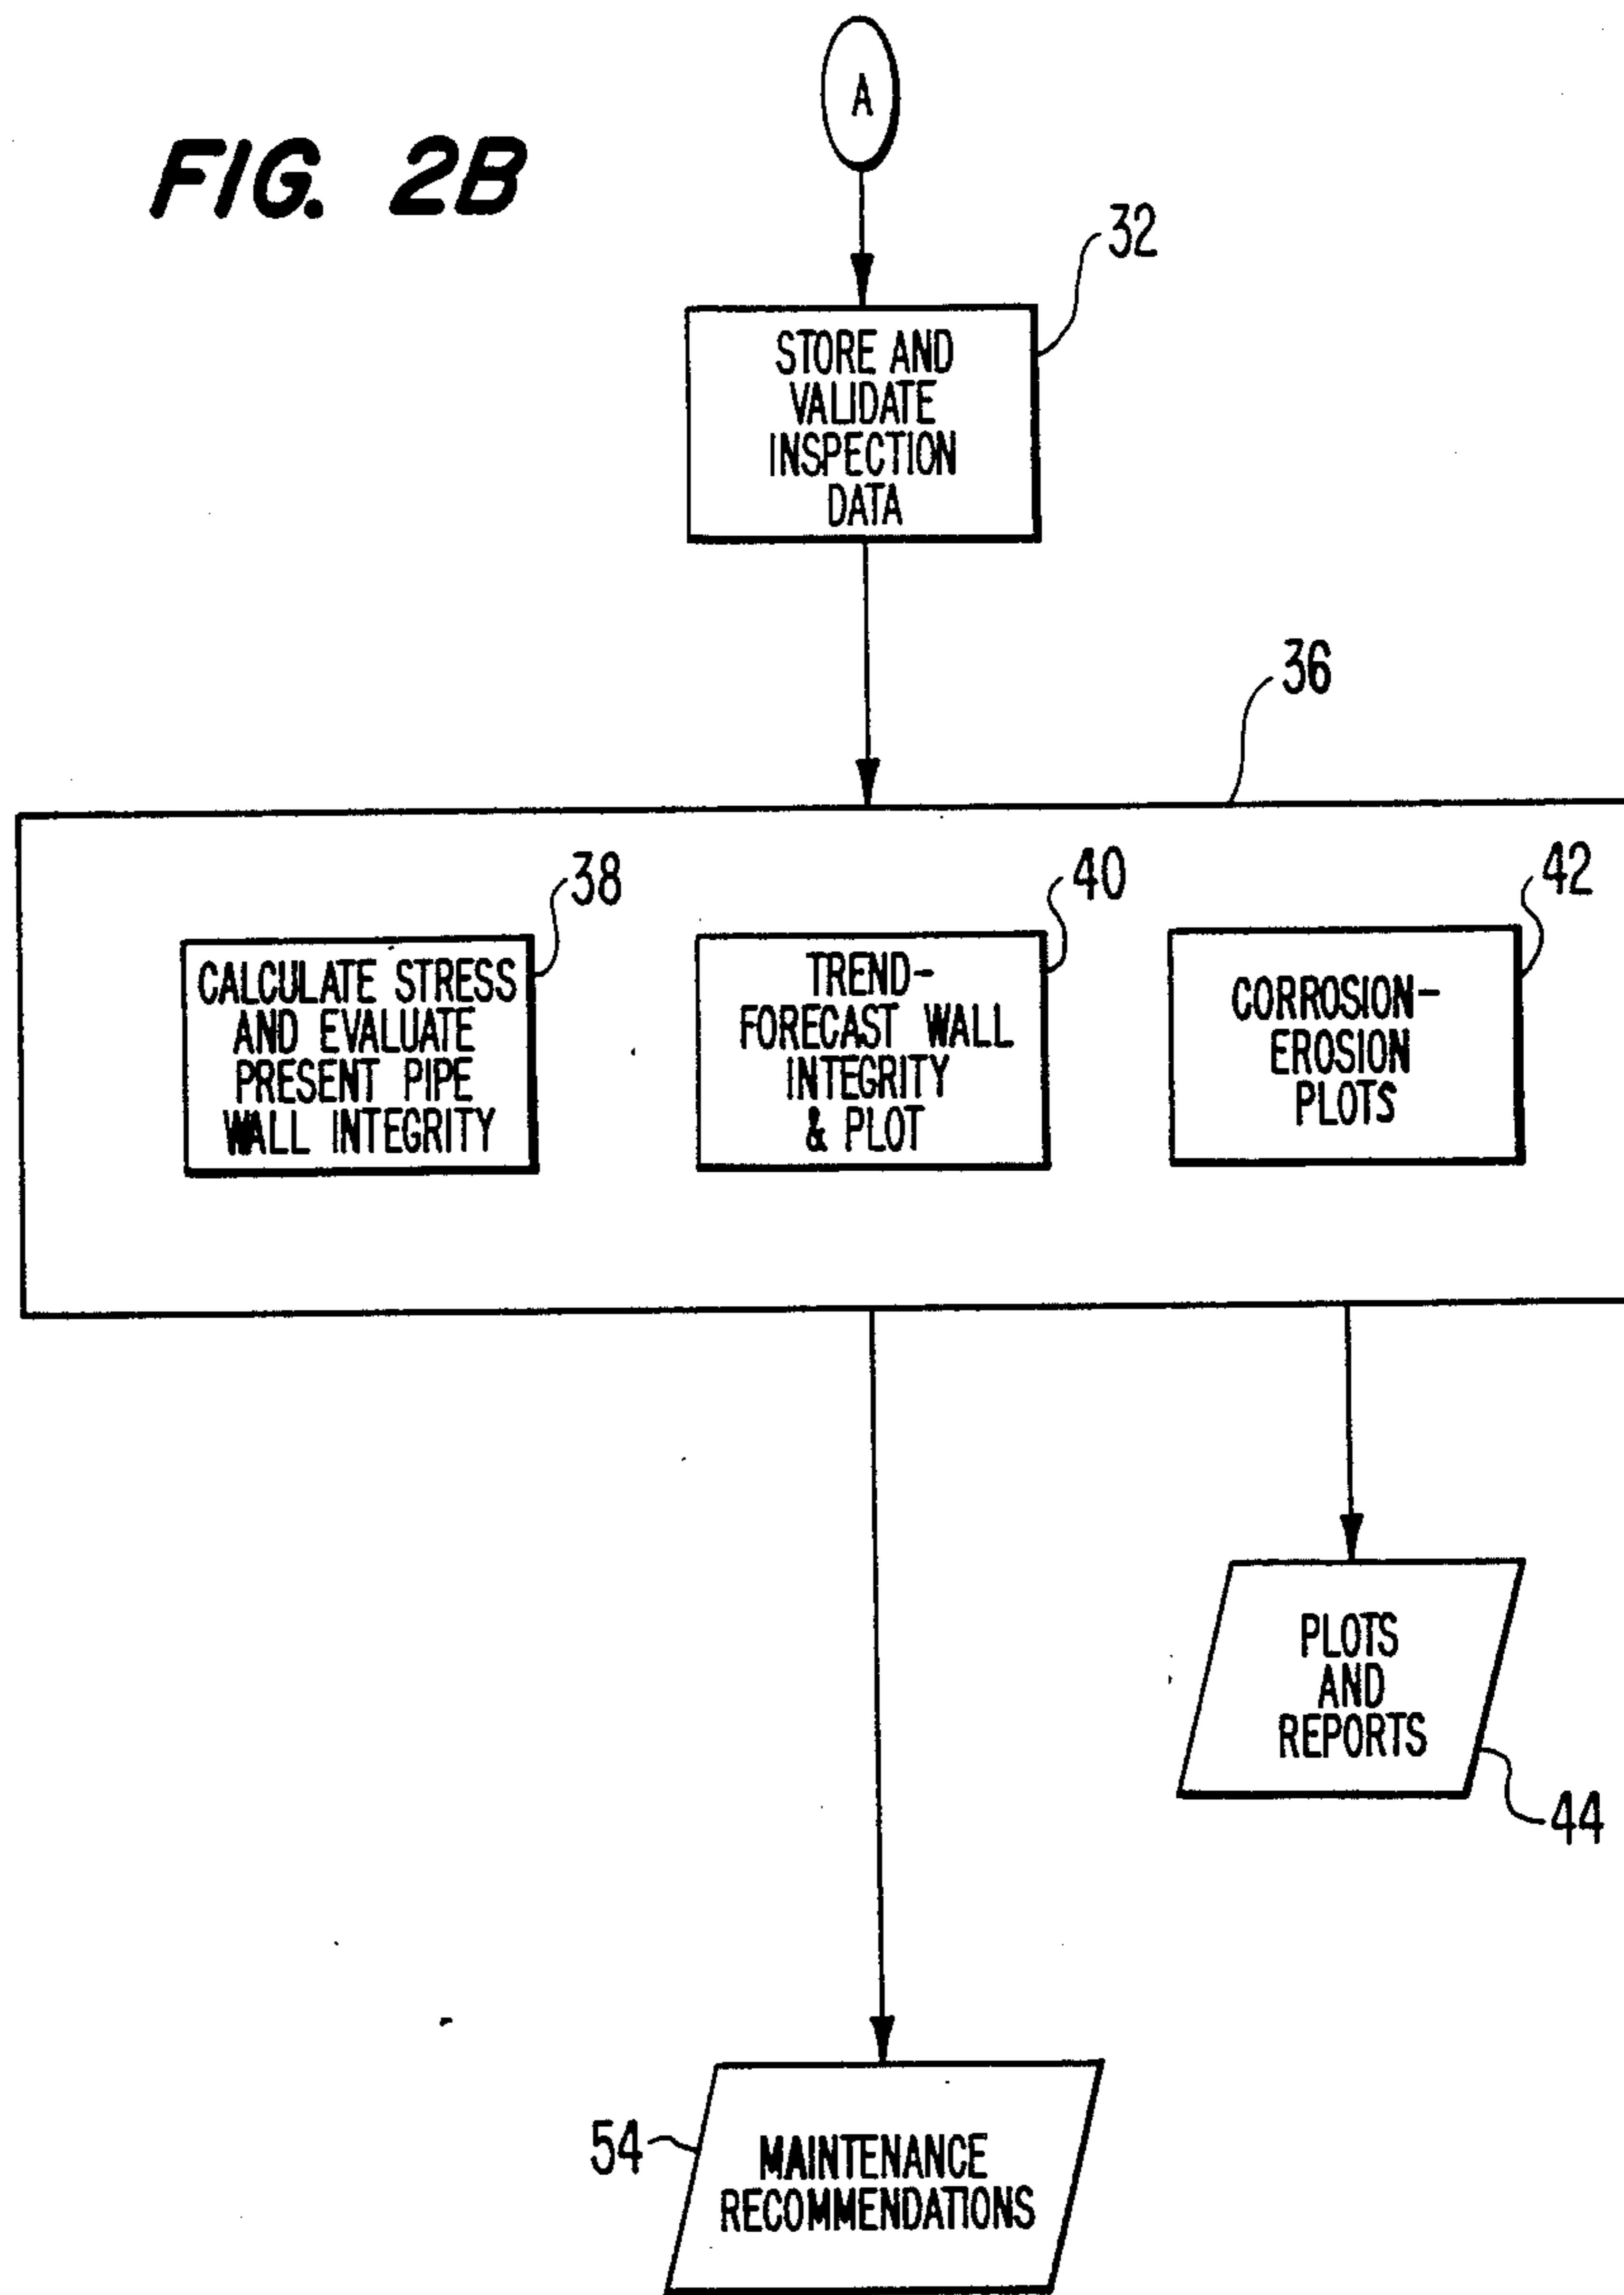 A
FIG. 2B
32
STORE AND
VALIDATE
INSPECTION
DATA
36
38
CALCULATE STRESS
AND EVALUATE
PRESENT PIPE
WALL INTEGRITY
40
TREND-
FORECAST WALL
INTEGRITY
& PLOT
42
CORROSION-
EROSION
PLOTS
PLOTS
AND
REPORTS
44
54
MAINTENANCE
RECOMMENDATIONS